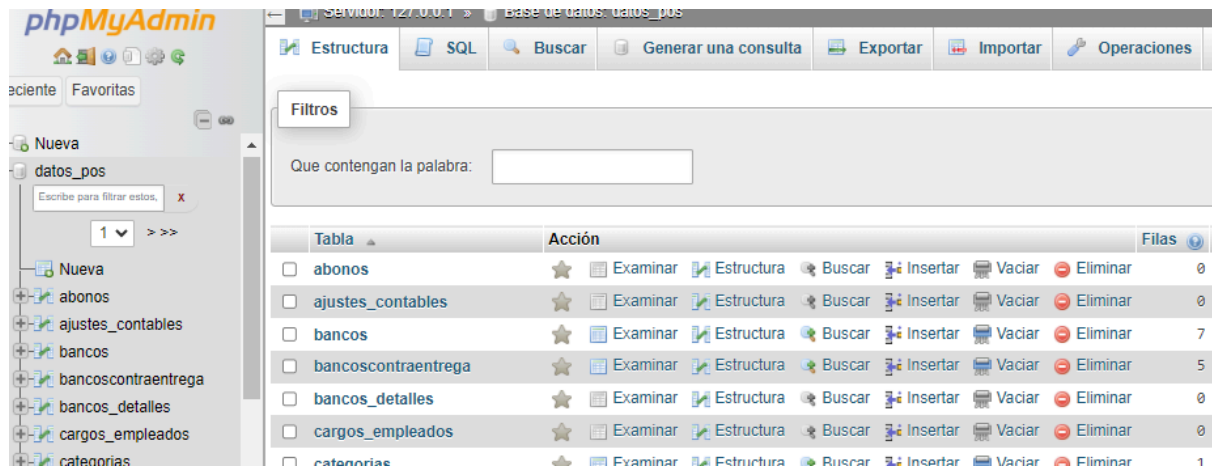 phpMyAdmin
eciente Favoritas
Nueva
datos_pos
Escribe para filtrar estos, X
1 > >>
Nueva
abonos
ajustes_contables
bancos
bancoscontraentrega
bancos_detalles
cargos_empleados
categorias
Servidor: 127.0.0.1 » Base de datos: datos_pos
Estructura SQL Buscar Generar una consulta Exportar Importar Operaciones
Filtros
Que contengan la palabra:
Tabla Acción Filas
abonos Examinar Estructura Buscar Insertar Vaciar Eliminar 0
ajustes_contables Examinar Estructura Buscar Insertar Vaciar Eliminar 0
bancos Examinar Estructura Buscar Insertar Vaciar Eliminar 7
bancoscontraentrega Examinar Estructura Buscar Insertar Vaciar Eliminar 5
bancos_detalles Examinar Estructura Buscar Insertar Vaciar Eliminar 0
cargos_empleados Examinar Estructura Buscar Insertar Vaciar Eliminar 0
categorias Examinar Estructura Buscar Insertar Vaciar Eliminar 1